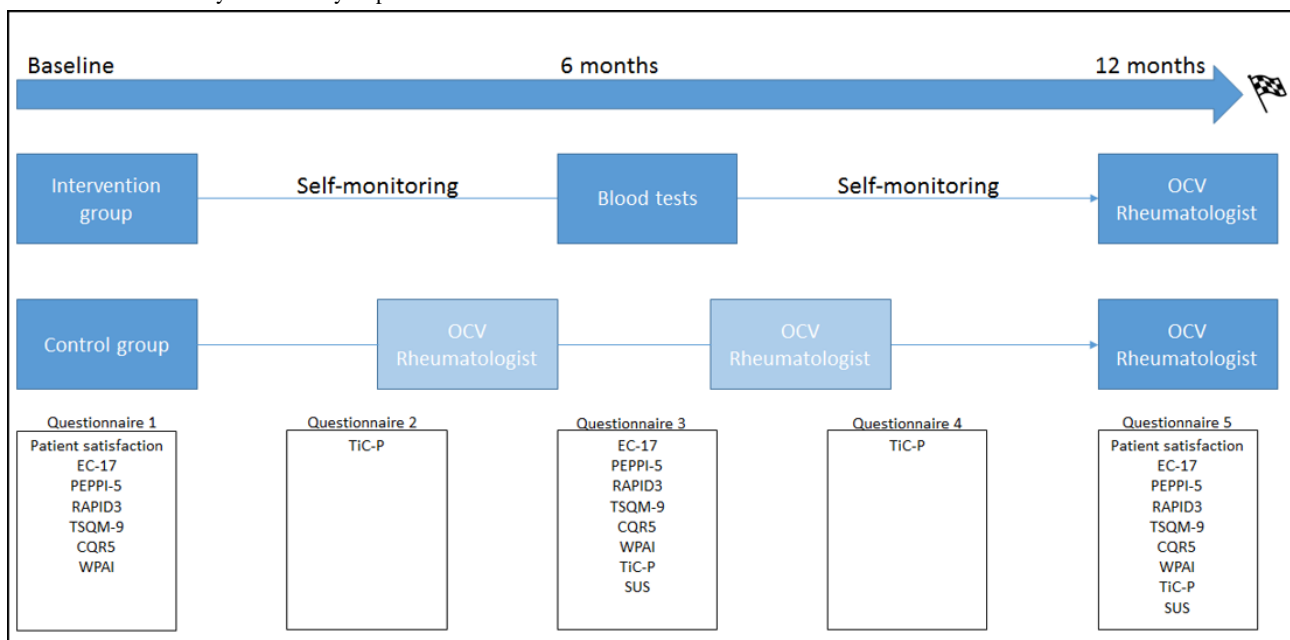 Baseline
6 months
12 months
Intervention
group
Self-monitoring
Blood tests
Self-monitoring
OCV
Rheumatologist
Control group
OCV
Rheumatologist
OCV
Rheumatologist
OCV
Rheumatologist
Questionnaire 1
Patient satisfaction
EC-17
PEPPI-5
RAPID3
TSQM-9
CQR5
WPAI
Questionnaire 2
TiC-P
Questionnaire 3
EC-17
PEPPI-5
RAPID3
TSQM-9
CQR5
WPAI
TiC-P
SUS
Questionnaire 4
TiC-P
Questionnaire 5
Patient satisfaction
EC-17
PEPPI-5
RAPID3
TSQM-9
CQR5
WPAI
TiC-P
SUS